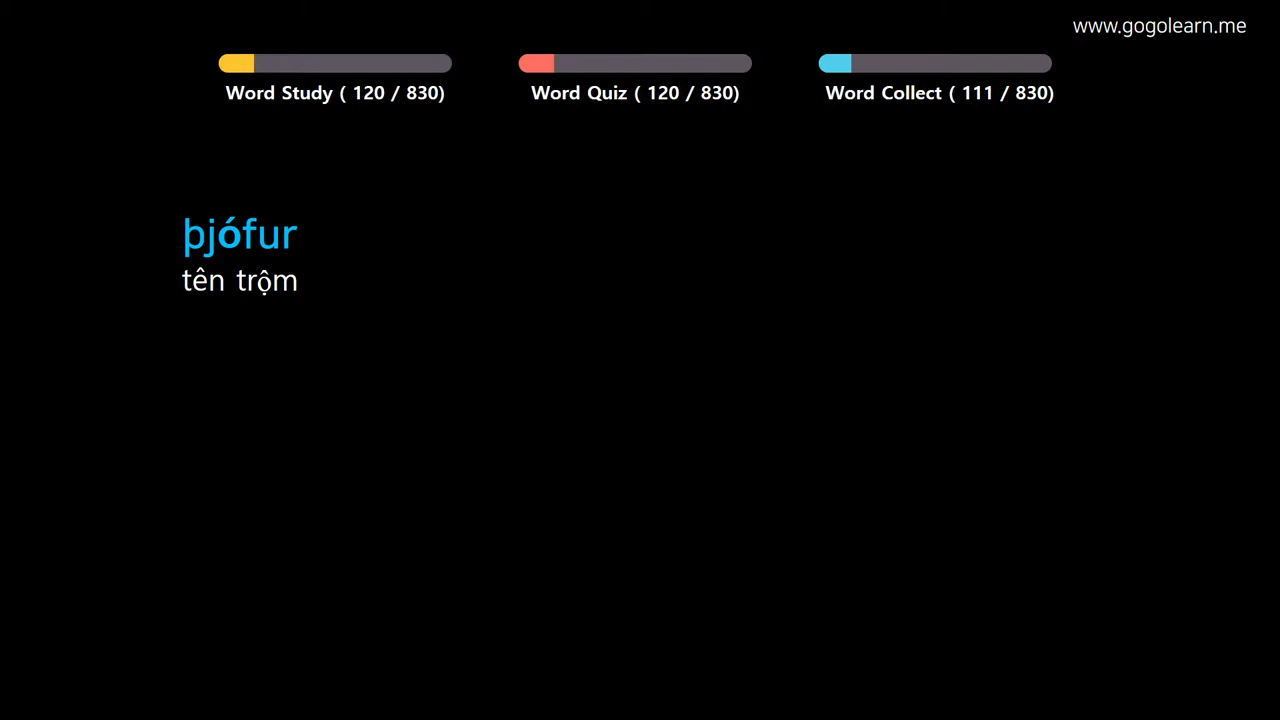 www.gogolearn.me
Word Study ( 120 / 830)
Word Quiz ( 120 / 830)
Word Collect ( 111 / 830)
þjófur
tên trộm